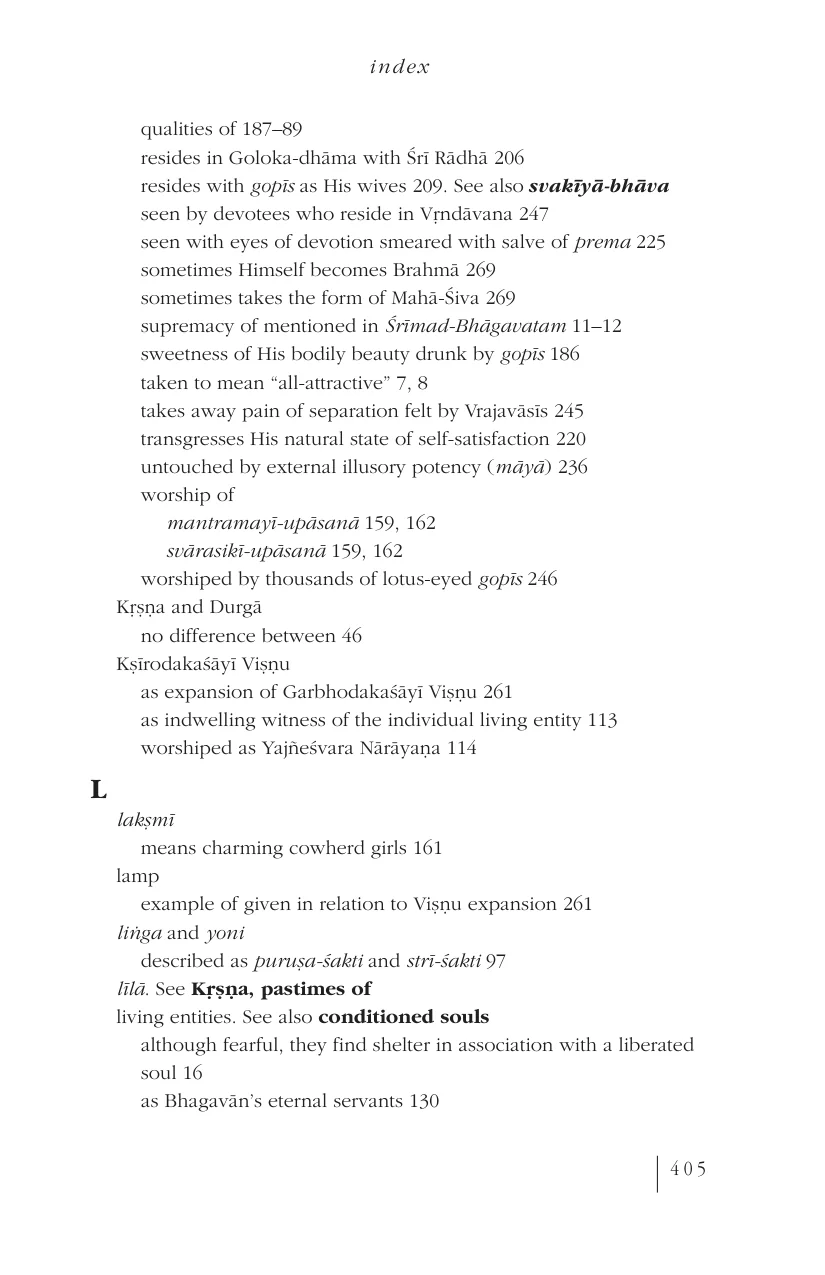 index
qualities of 187–89
resides in Goloka-dhāma with Śrī Rādhā 206
resides with gopīs as His wives 209. See also svakīyā-bhāva
seen by devotees who reside in Vṛndāvana 247
seen with eyes of devotion smeared with salve of prema 225
sometimes Himself becomes Brahmā 269
sometimes takes the form of Mahā-Śiva 269
supremacy of mentioned in Śrīmad-Bhāgavatam 11–12
sweetness of His bodily beauty drunk by gopīs 186
taken to mean “all-attractive” 7, 8
takes away pain of separation felt by Vrajavāsīs 245
transgresses His natural state of self-satisfaction 220
untouched by external illusory potency (māyā) 236
worship of
mantramayī-upāsanā 159, 162
svārasikī-upāsanā 159, 162
worshiped by thousands of lotus-eyed gopīs 246
Kṛṣṇa and Durgā
no difference between 46
Kṣīrodakaśāyī Viṣṇu
as expansion of Garbhodakaśāyī Viṣṇu 261
as indwelling witness of the individual living entity 113
worshiped as Yajñeśvara Nārāyaṇa 114
L
lakṣmī
means charming cowherd girls 161
lamp
example of given in relation to Viṣṇu expansion 261
liṅga and yoni
described as puruṣa-śakti and strī-śakti 97
līlā. See Kṛṣṇa, pastimes of
living entities. See also conditioned souls
although fearful, they find shelter in association with a liberated
soul 16
as Bhagavān’s eternal servants 130
405